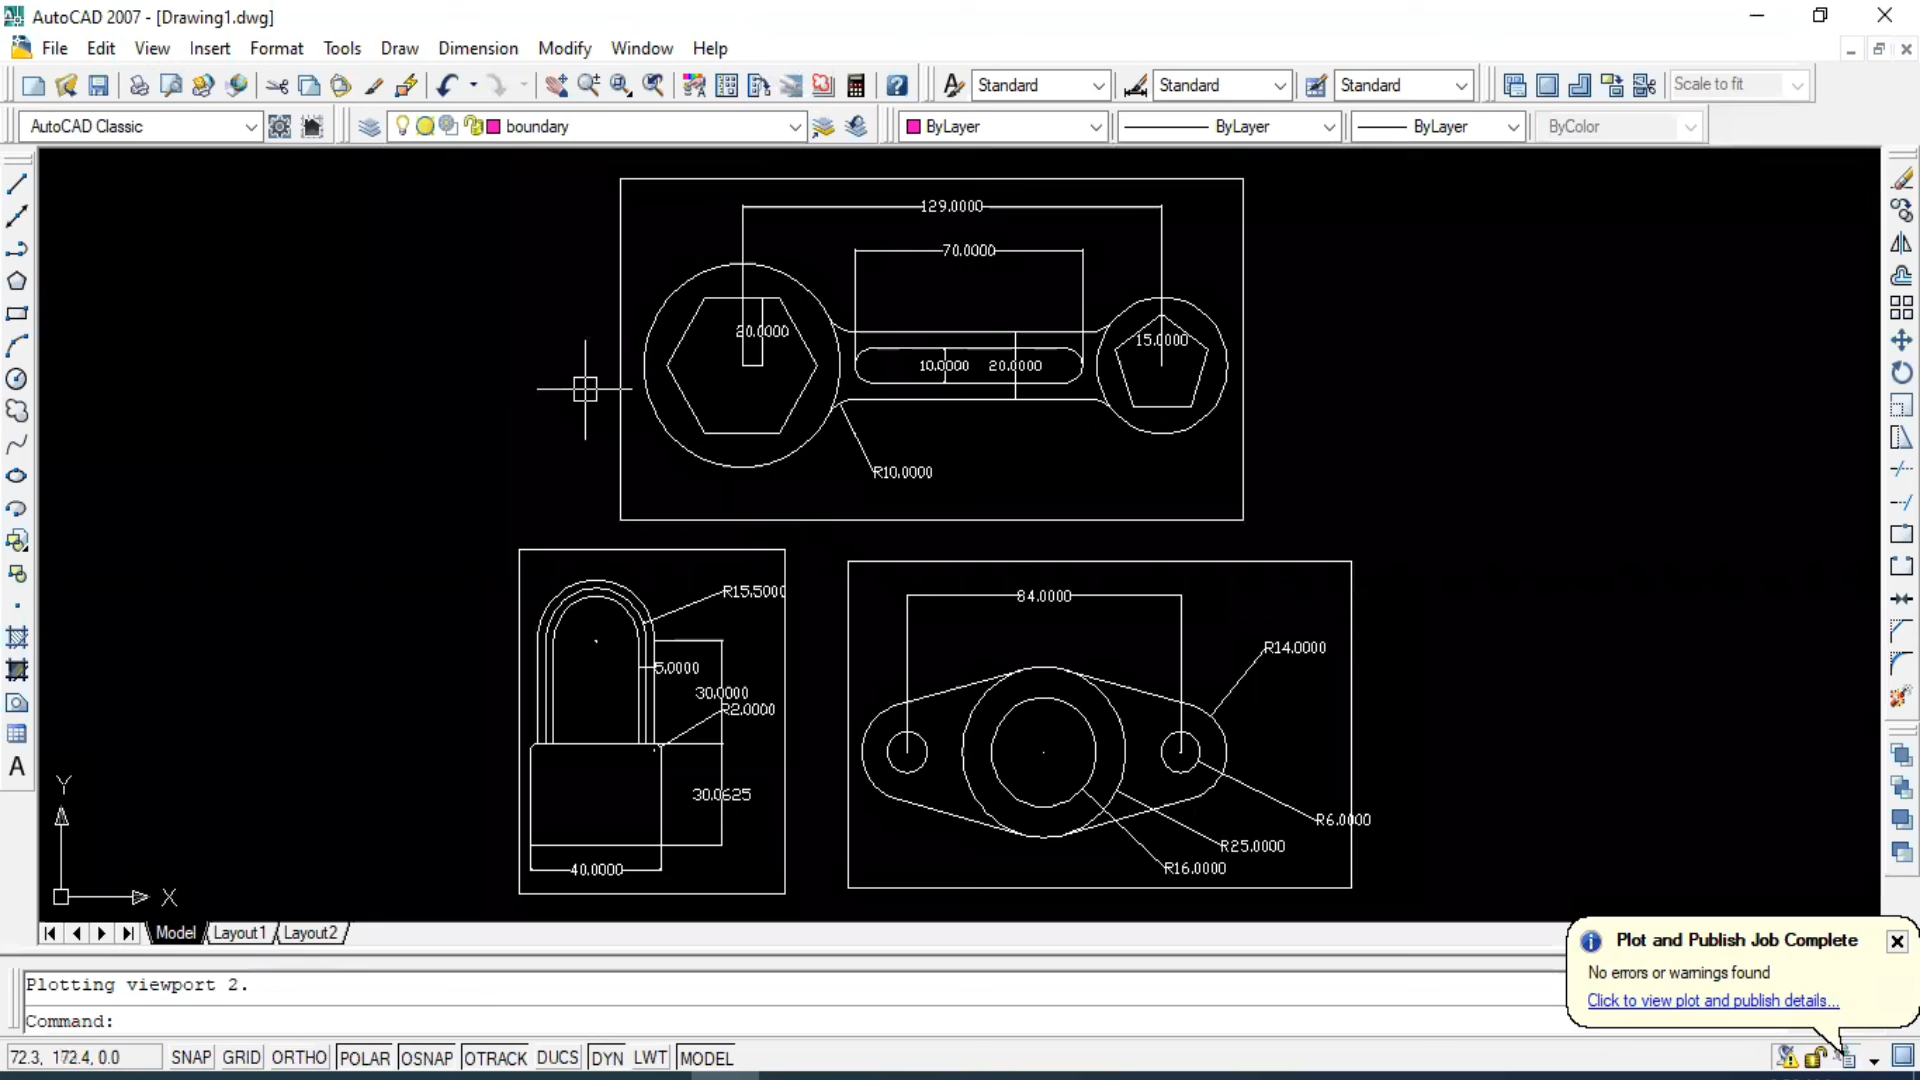 AutoCAD 2007 - [Drawing1.dwg]
File Edit View Insert Format Tools Draw Dimension Modify Window Help
Standard Standard Standard Scale to fit
AutoCAD Classic boundary ByLayer ByLayer ByLayer ByColor
129.0000
70.0000
20.0000
15.0000
10.0000 20.0000
R10.0000
R15.500
5.0000
30.0000
R2.0000
30.0625
40.0000
84.0000
R14.0000
R6.0000
R25.0000
R16.0000
A
Y
X
Model Layout1 Layout2
Plotting viewport 2.
Command:
Plot and Publish Job Complete
No errors or warnings found
Click to view plot and publish details...
72.3, 172.4, 0.0 SNAP GRID ORTHO POLAR OSNAP OTRACK DUCS DYN LWT MODEL